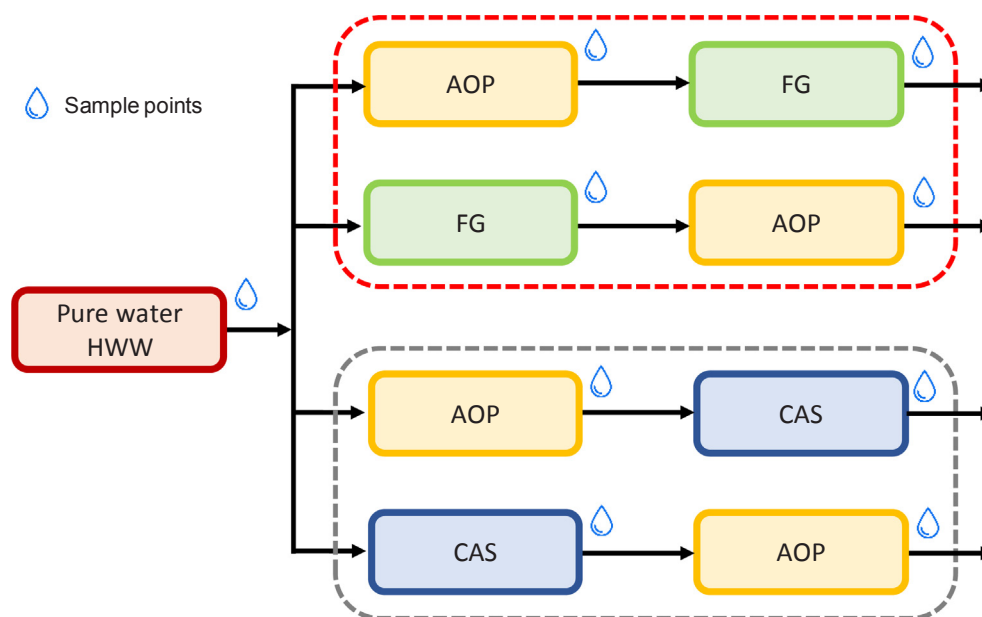 AOP
FG
Sample points
FG
AOP
Pure water
HWW
AOP
CAS
CAS
AOP